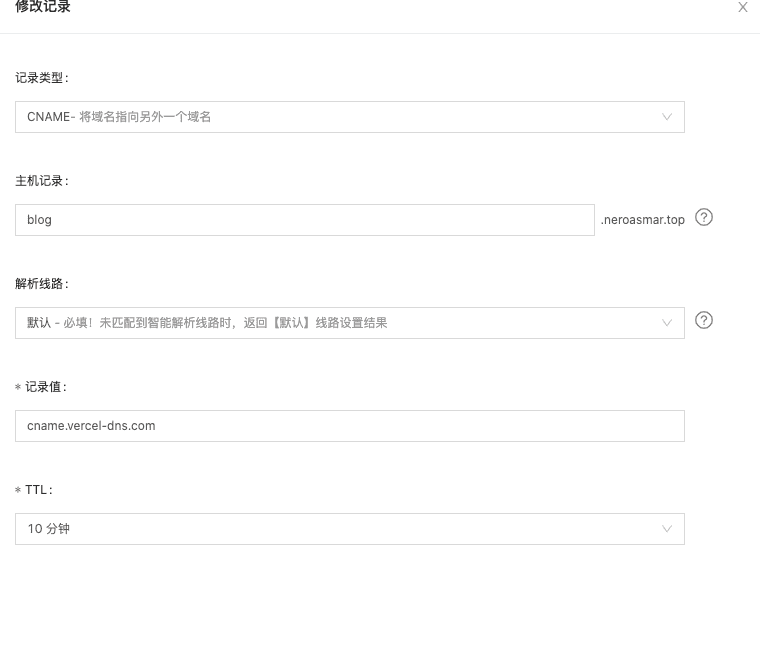 修改记录
记录类型：
CNAME- 将域名指向另外一个域名
主机记录：
blog
.neroasmar.top
解析线路：
默认 - 必填！未匹配到智能解析线路时，返回【默认】线路设置结果
* 记录值：
cname.vercel-dns.com
* TTL：
10 分钟